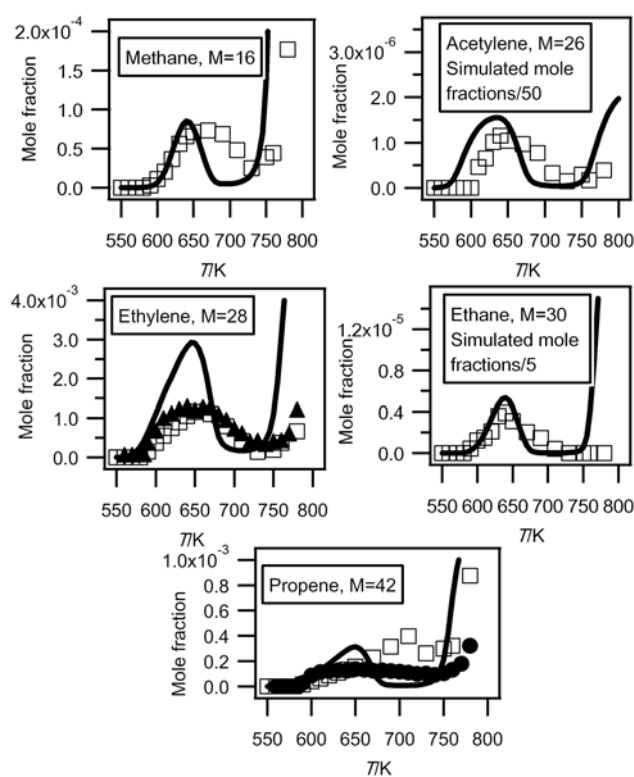 2.0x10⁻⁴
1.5
1.0
0.5
0.0
Mole fraction
Methane, M=16
550 600 650 700 750 800
T/K
3.0x10⁻⁶
2.0
1.0
0.0
Mole fraction
Acetylene, M=26
Simulated mole
fractions/50
550 600 650 700 750 800
T/K
4.0x10⁻³
3.0
2.0
1.0
0.0
Mole fraction
Ethylene, M=28
550 600 650 700 750 800
T/K
1.2x10⁻⁵
0.8
0.4
0.0
Mole fraction
Ethane, M=30
Simulated mole
fractions/5
550 600 650 700 750 800
T/K
1.0x10⁻³
0.8
0.6
0.4
0.2
0.0
Mole fraction
Propene, M=42
550 600 650 700 750 800
T/K